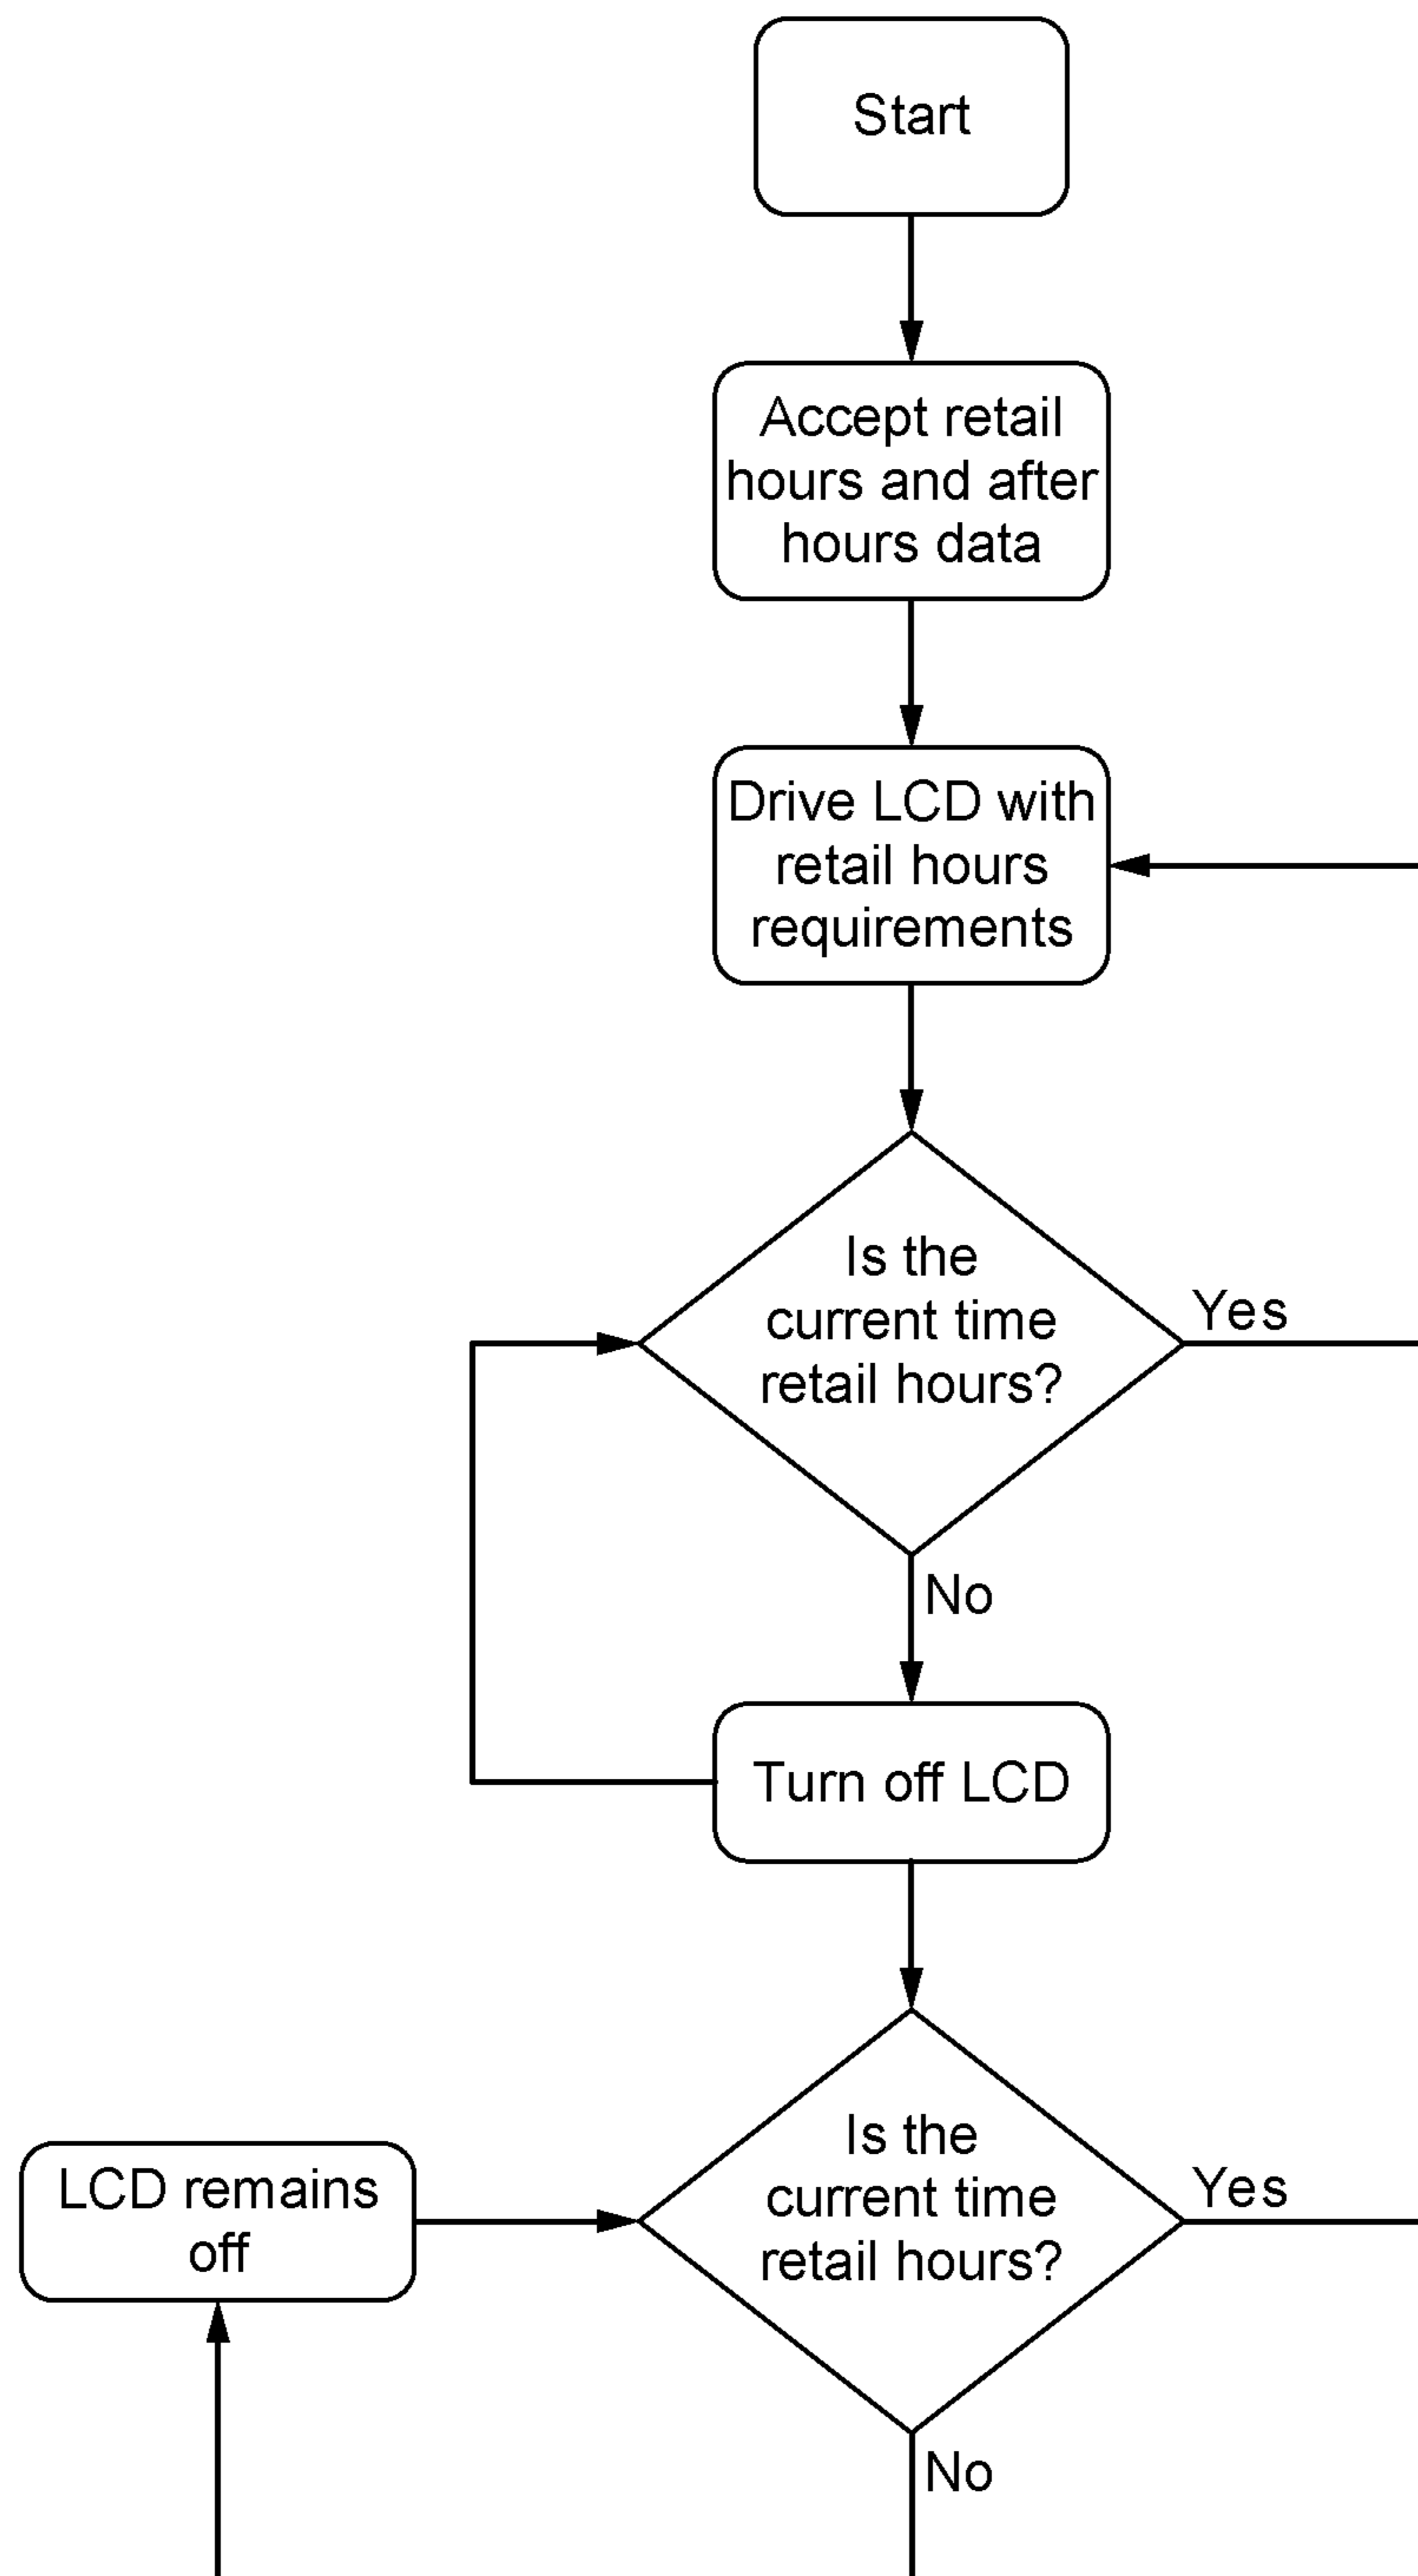 Start
Accept retail
hours and after
hours data
Drive LCD with
retail hours
requirements
Is the
current time
retail hours?
Yes
No
Turn off LCD
Is the
current time
retail hours?
Yes
LCD remains
off
No